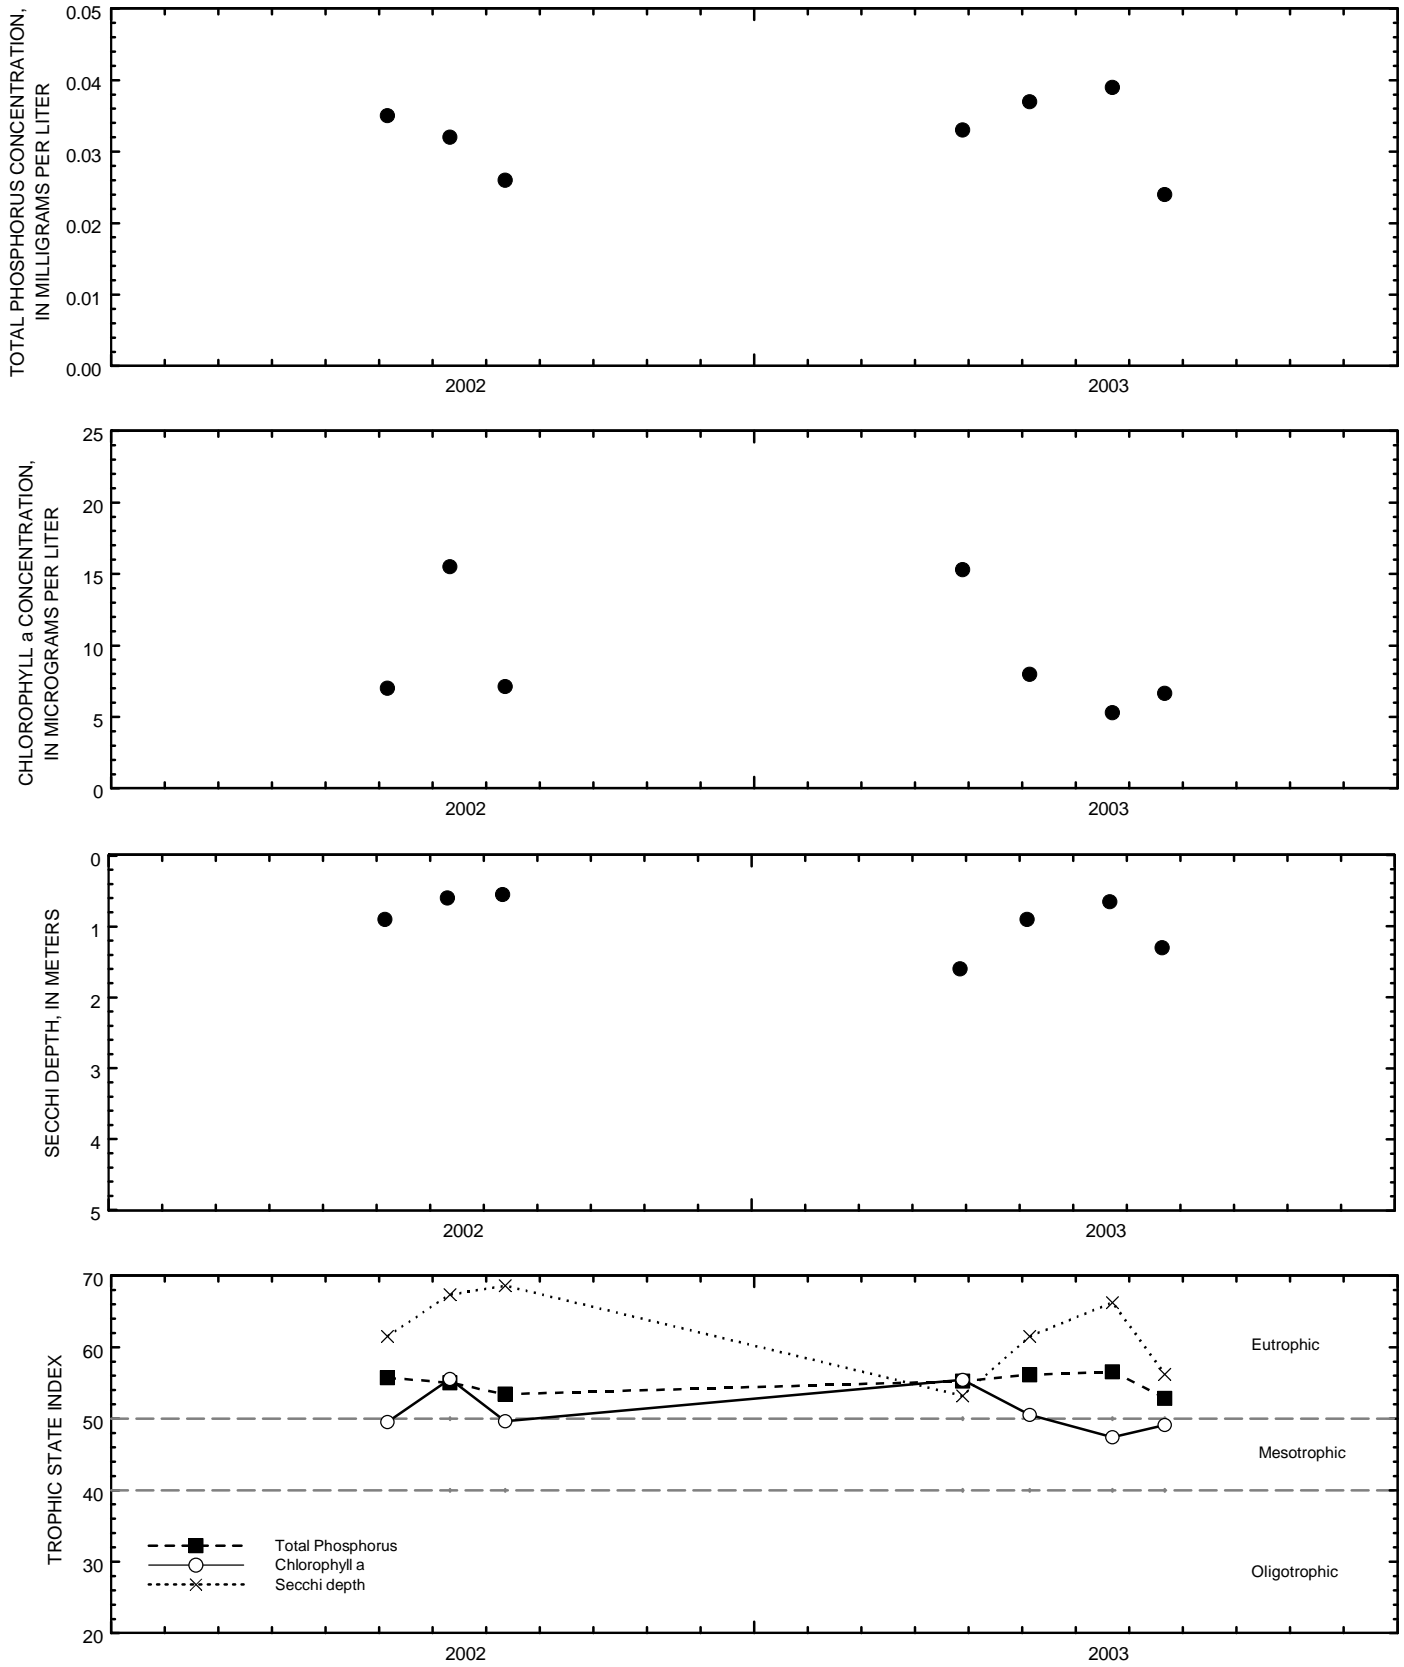 TOTAL PHOSPHORUS CONCENTRATION,
IN MILLIGRAMS PER LITER
0.05
0.04
0.03
0.02
0.01
0.00
2002
2003
CHLOROPHYLL a CONCENTRATION,
IN MICROGRAMS PER LITER
25
20
15
10
5
0
2002
2003
SECCHI DEPTH, IN METERS
0
1
2
3
4
5
2002
2003
TROPHIC STATE INDEX
70
60
50
40
30
20
Eutrophic
Mesotrophic
Oligotrophic
Total Phosphorus
Chlorophyll a
Secchi depth
2002
2003